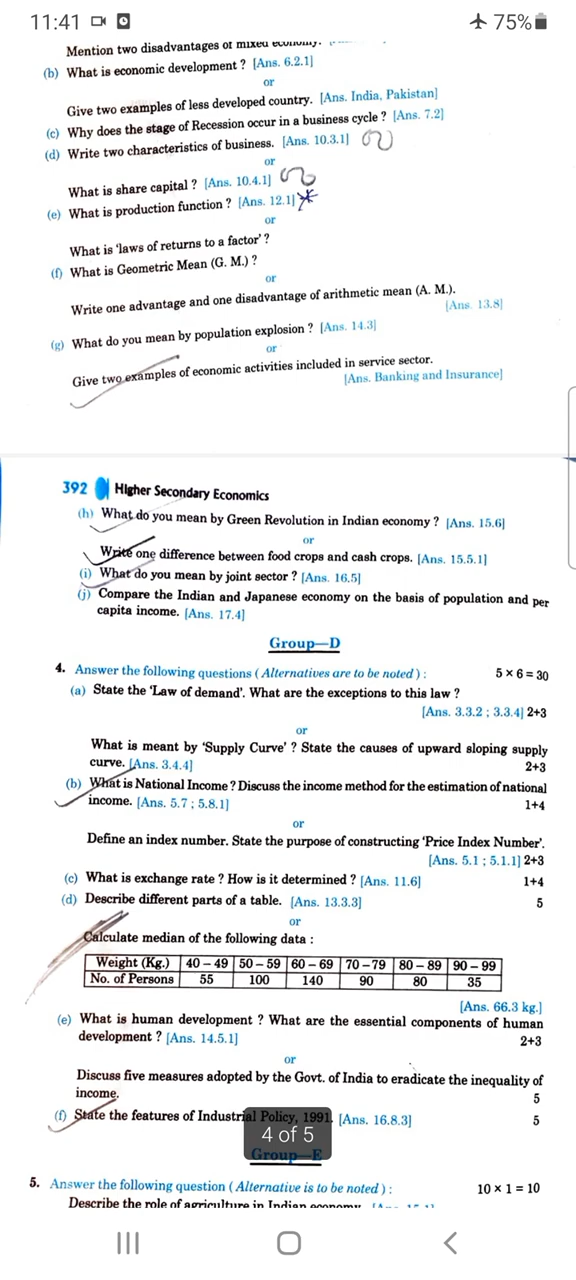 11:41 75%
Mention two disadvantages of mixed economy.
(b) What is economic development ? [Ans. 6.2.1]
or
Give two examples of less developed country. [Ans. India, Pakistan]
(c) Why does the stage of Recession occur in a business cycle ? [Ans. 7.2]
(d) Write two characteristics of business. [Ans. 10.3.1]
or
What is share capital ? [Ans. 10.4.1]
(e) What is production function ? [Ans. 12.1]
or
What is 'laws of returns to a factor' ?
(f) What is Geometric Mean (G. M.) ?
or
Write one advantage and one disadvantage of arithmetic mean (A. M.).
[Ans. 13.8]
(g) What do you mean by population explosion ? [Ans. 14.3]
or
Give two examples of economic activities included in service sector.
[Ans. Banking and Insurance]
392 Higher Secondary Economics
(h) What do you mean by Green Revolution in Indian economy ? [Ans. 15.6]
or
Write one difference between food crops and cash crops. [Ans. 15.5.1]
(i) What do you mean by joint sector ? [Ans. 16.5]
(j) Compare the Indian and Japanese economy on the basis of population and per
capita income. [Ans. 17.4]
Group—D
4. Answer the following questions (Alternatives are to be noted) : 5 × 6 = 30
(a) State the 'Law of demand'. What are the exceptions to this law ?
[Ans. 3.3.2 ; 3.3.4] 2+3
or
What is meant by 'Supply Curve' ? State the causes of upward sloping supply
curve. [Ans. 3.4.4] 2+3
(b) What is National Income ? Discuss the income method for the estimation of national
income. [Ans. 5.7 ; 5.8.1] 1+4
or
Define an index number. State the purpose of constructing 'Price Index Number'.
[Ans. 5.1 ; 5.1.1] 2+3
(c) What is exchange rate ? How is it determined ? [Ans. 11.6] 1+4
(d) Describe different parts of a table. [Ans. 13.3.3] 5
or
Calculate median of the following data :
Weight (Kg.) 40 – 49 50 – 59 60 – 69 70 – 79 80 – 89 90 – 99
No. of Persons 55 100 140 90 80 35
[Ans. 66.3 kg.]
(e) What is human development ? What are the essential components of human
development ? [Ans. 14.5.1] 2+3
or
Discuss five measures adopted by the Govt. of India to eradicate the inequality of
income. 5
(f) State the features of Industrial Policy, 1991. [Ans. 16.8.3] 5
4 of 5
Group—E
5. Answer the following question (Alternative is to be noted) : 10 × 1 = 10
Describe the role of agriculture in Indian economy